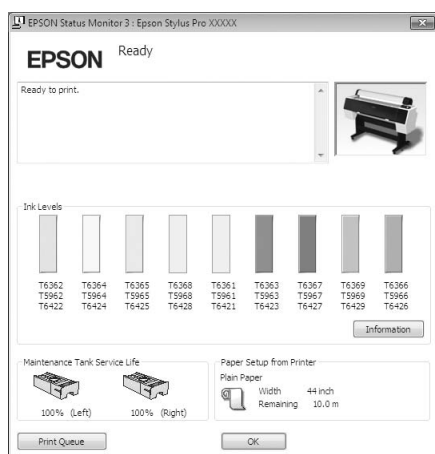 EPSON Status Monitor 3 : Epson Stylus Pro XXXXX
EPSON
Ready
Ready to print.
Ink Levels
T6362 T6364 T6365 T6368 T6361 T6363 T6367 T6369 T6366
T5962 T5964 T5965 T5968 T5961 T5963 T5967 T5969 T5966
T6422 T6424 T6425 T6428 T6421 T6423 T6427 T6429 T6426
Information
Maintenance Tank Service Life
100% (Left) 100% (Right)
Paper Setup from Printer
Plain Paper
Width 44 inch
Remaining 10.0 m
Print Queue
OK